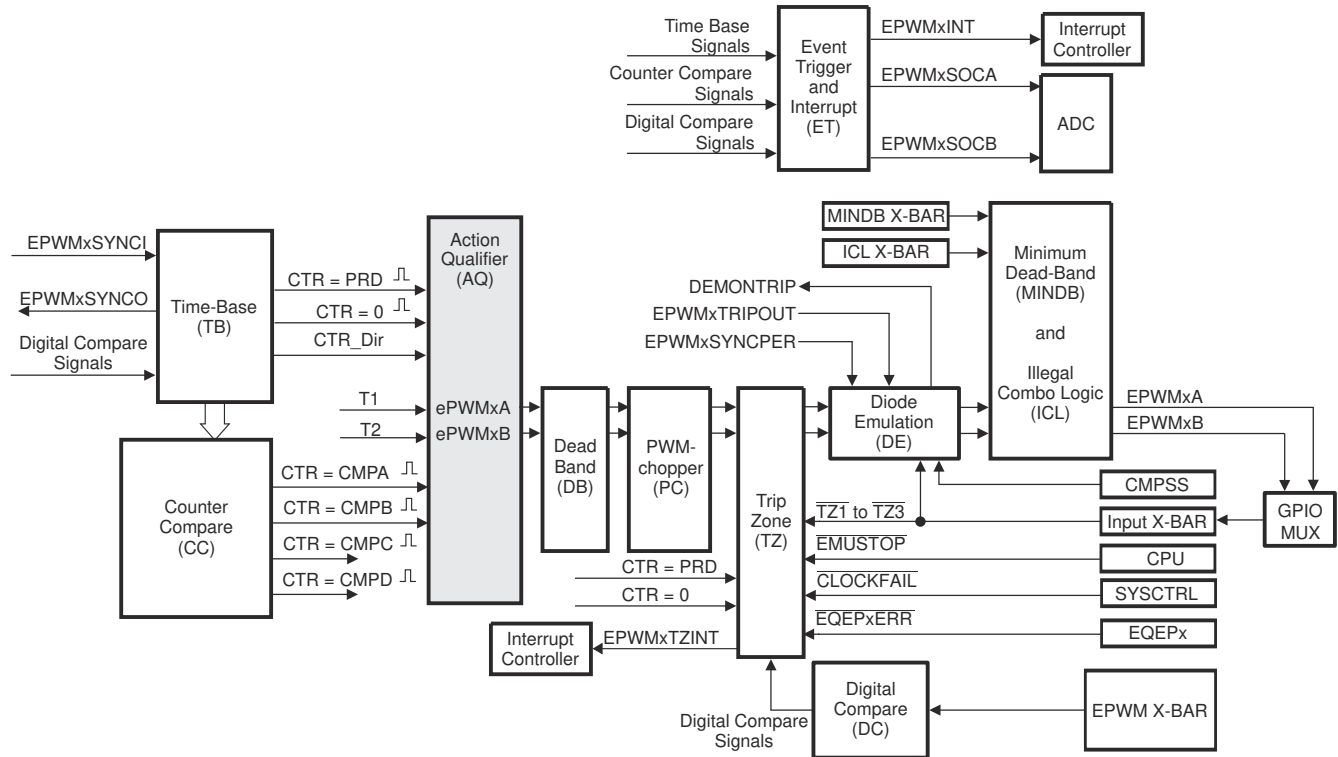 Time Base
Signals
Counter Compare
Signals
Digital Compare
Signals
Event
Trigger
and
Interrupt
(ET)
EPWMxINT
EPWMxSOCA
EPWMxSOCB
Interrupt
Controller
ADC
EPWMxSYNCI
EPWMxSYNCO
Digital Compare
Signals
Time-Base
(TB)
CTR = PRD
CTR = 0
CTR_Dir
T1
T2
Counter
Compare
(CC)
CTR = CMPA
CTR = CMPB
CTR = CMPC
CTR = CMPD
Action
Qualifier
(AQ)
ePWMxA
ePWMxB
Dead
Band
(DB)
PWM-
chopper
(PC)
Trip
Zone
(TZ)
CTR = PRD
CTR = 0
Interrupt
Controller
EPWMxTZINT
DEMONTRIP
EPWMxTRIPOUT
EPWMxSYNCPER
Diode
Emulation
(DE)
MINDB X-BAR
ICL X-BAR
Minimum
Dead-Band
(MINDB)
and
Illegal
Combo Logic
(ICL)
EPWMxA
EPWMxB
GPIO
MUX
CMPSS
TZ1 to TZ3
Input X-BAR
EMUSTOP
CPU
CLOCKFAIL
SYSCTRL
EQEPxERR
EQEPx
Digital Compare
Signals
Digital
Compare
(DC)
EPWM X-BAR